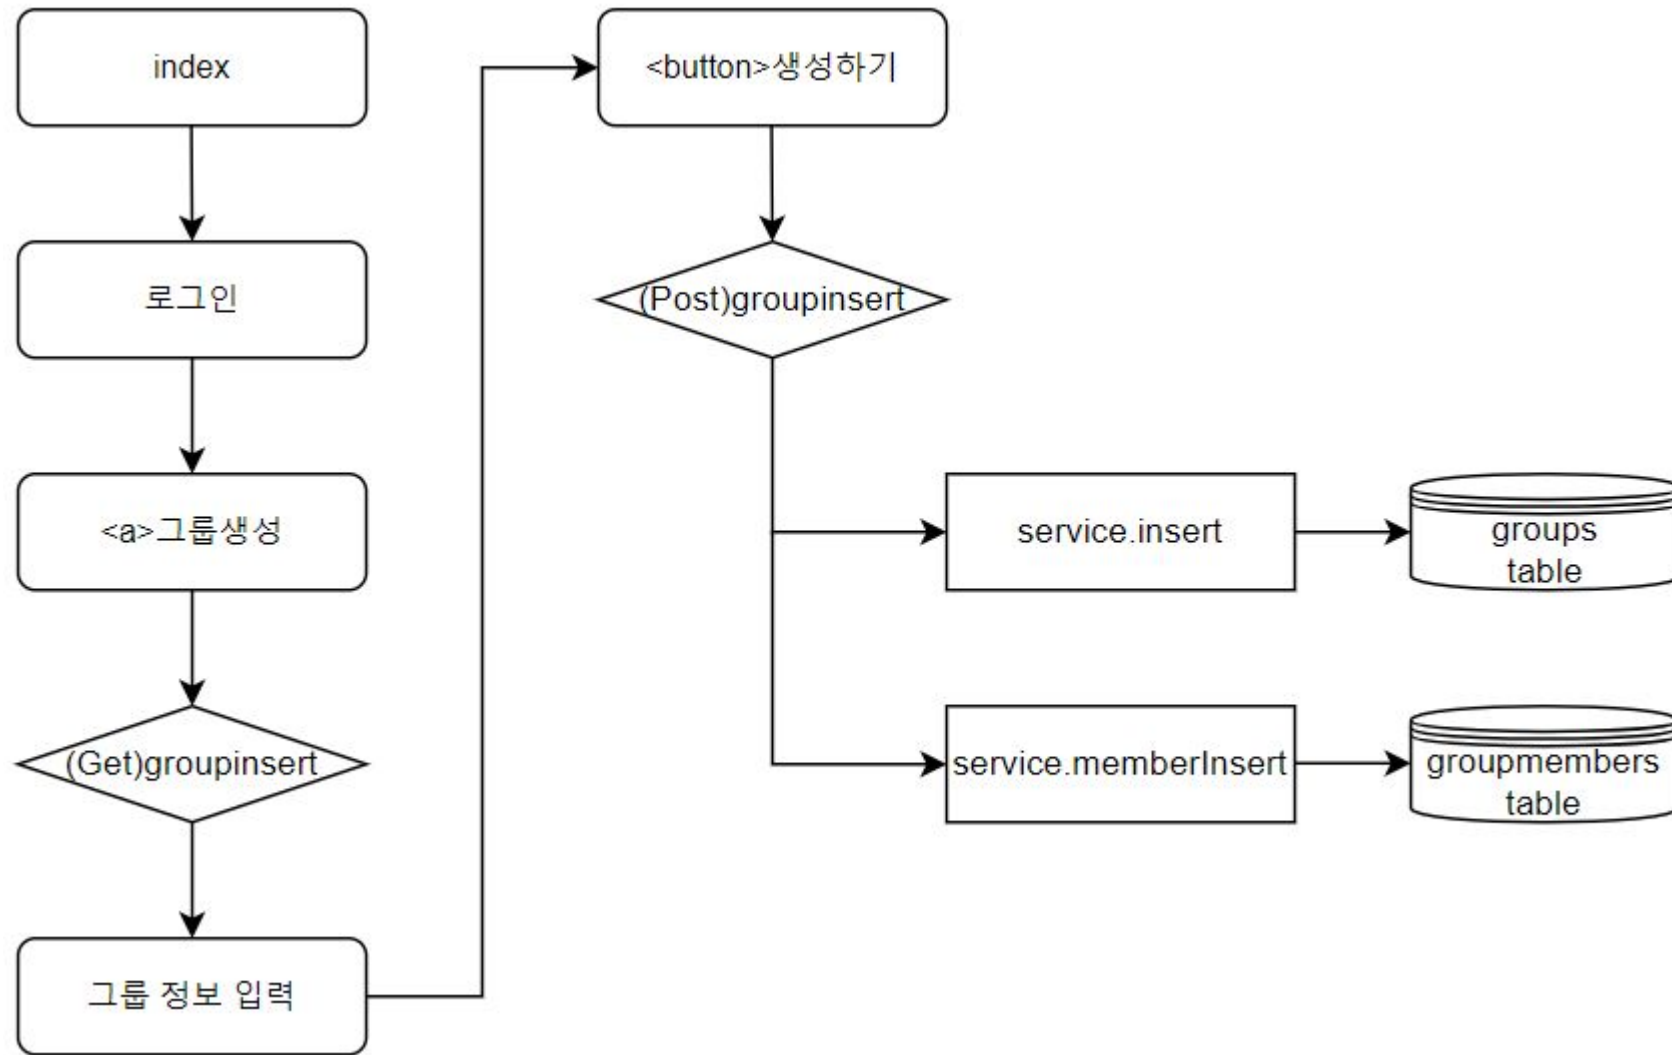 index
로그인
<a>그룹생성
(Get)groupinsert
그룹 정보 입력
<button>생성하기
(Post)groupinsert
service.insert
groups
table
service.memberInsert
groupmembers
table